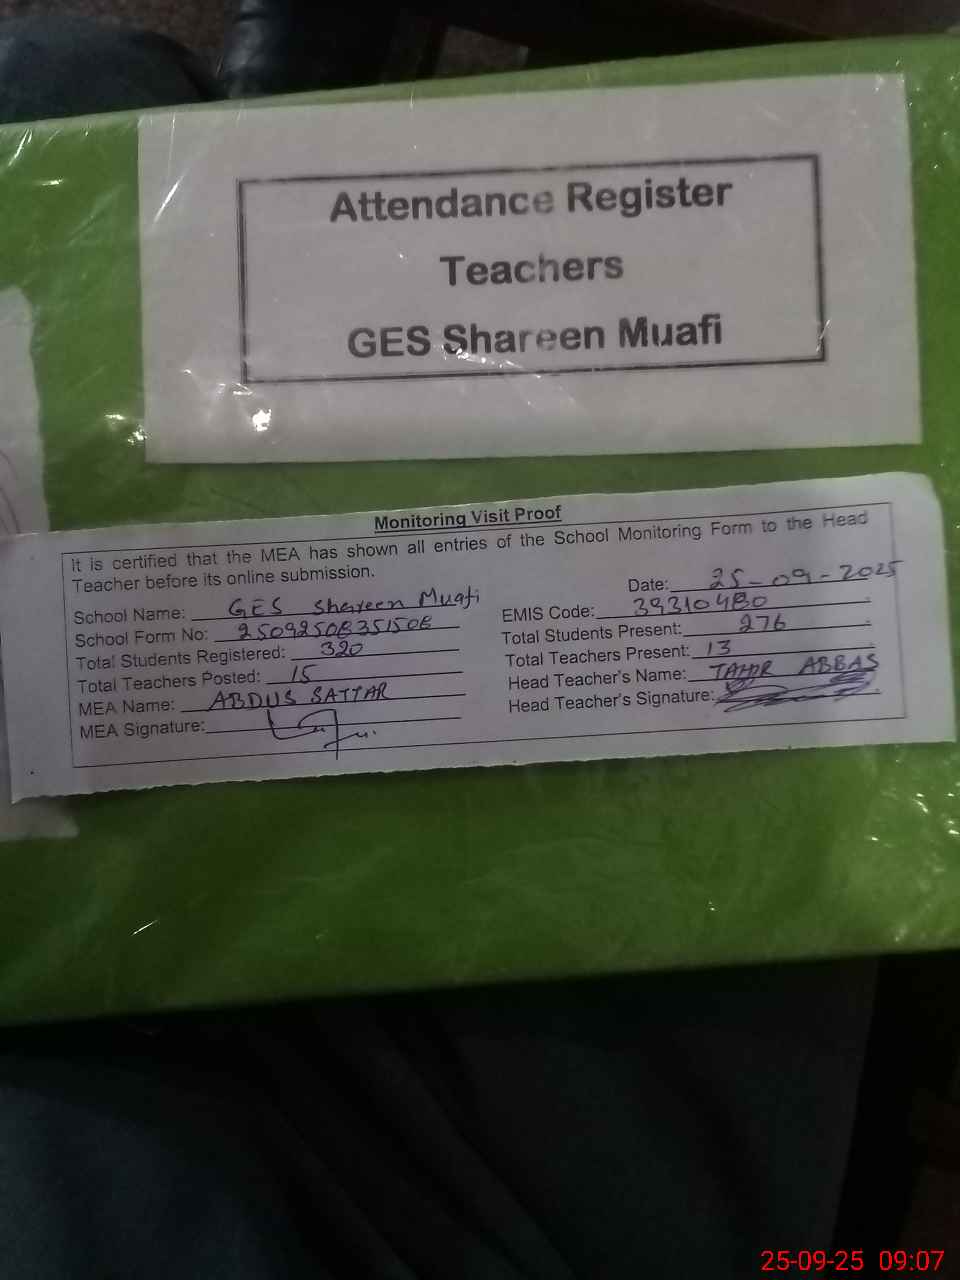 Attendance Register
Teachers
GES Shareen Muafi
Monitoring Visit Proof
It is certified that the MEA has shown all entries of the School Monitoring Form to the Head
Teacher before its online submission.
Date: 25-09-2025
School Name: GES Shareen Muafi
EMIS Code: 39310480
School Form No: 25092508351508
Total Students Present: 276
Total Students Registered: 320
Total Teachers Present: 13
Total Teachers Posted: 15
Head Teacher's Name: TAHIR ABBAS
MEA Name: ABDUS SATTAR
Head Teacher's Signature:
MEA Signature:
25-09-25 09:07